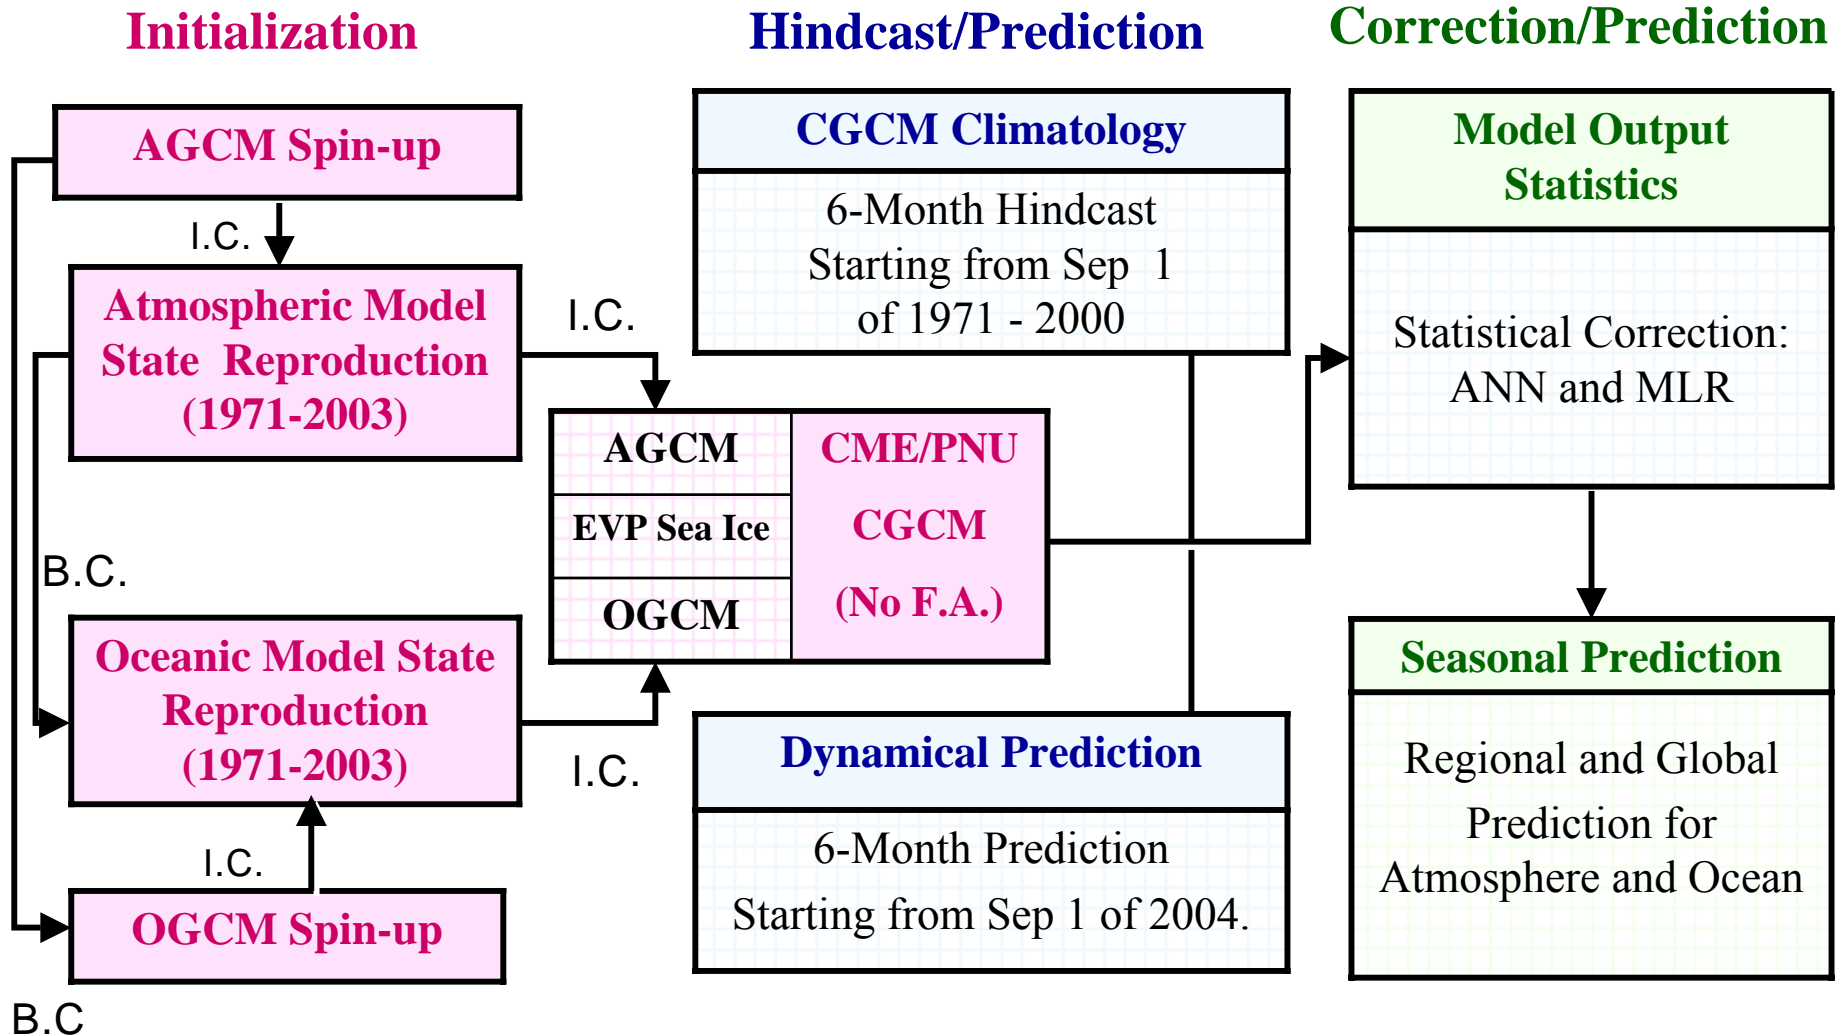 Initialization
AGCM Spin-up
I.C.
Atmospheric Model
State Reproduction
(1971-2003)
I.C.
B.C.
Oceanic Model State
Reproduction
(1971-2003)
I.C.
I.C.
OGCM Spin-up
B.C
Hindcast/Prediction
CGCM Climatology
6-Month Hindcast
Starting from Sep 1
of 1971 - 2000
AGCM
EVP Sea Ice
OGCM
CME/PNU
CGCM
(No F.A.)
Dynamical Prediction
6-Month Prediction
Starting from Sep 1 of 2004.
Correction/Prediction
Model Output
Statistics
Statistical Correction:
ANN and MLR
Seasonal Prediction
Regional and Global
Prediction for
Atmosphere and Ocean